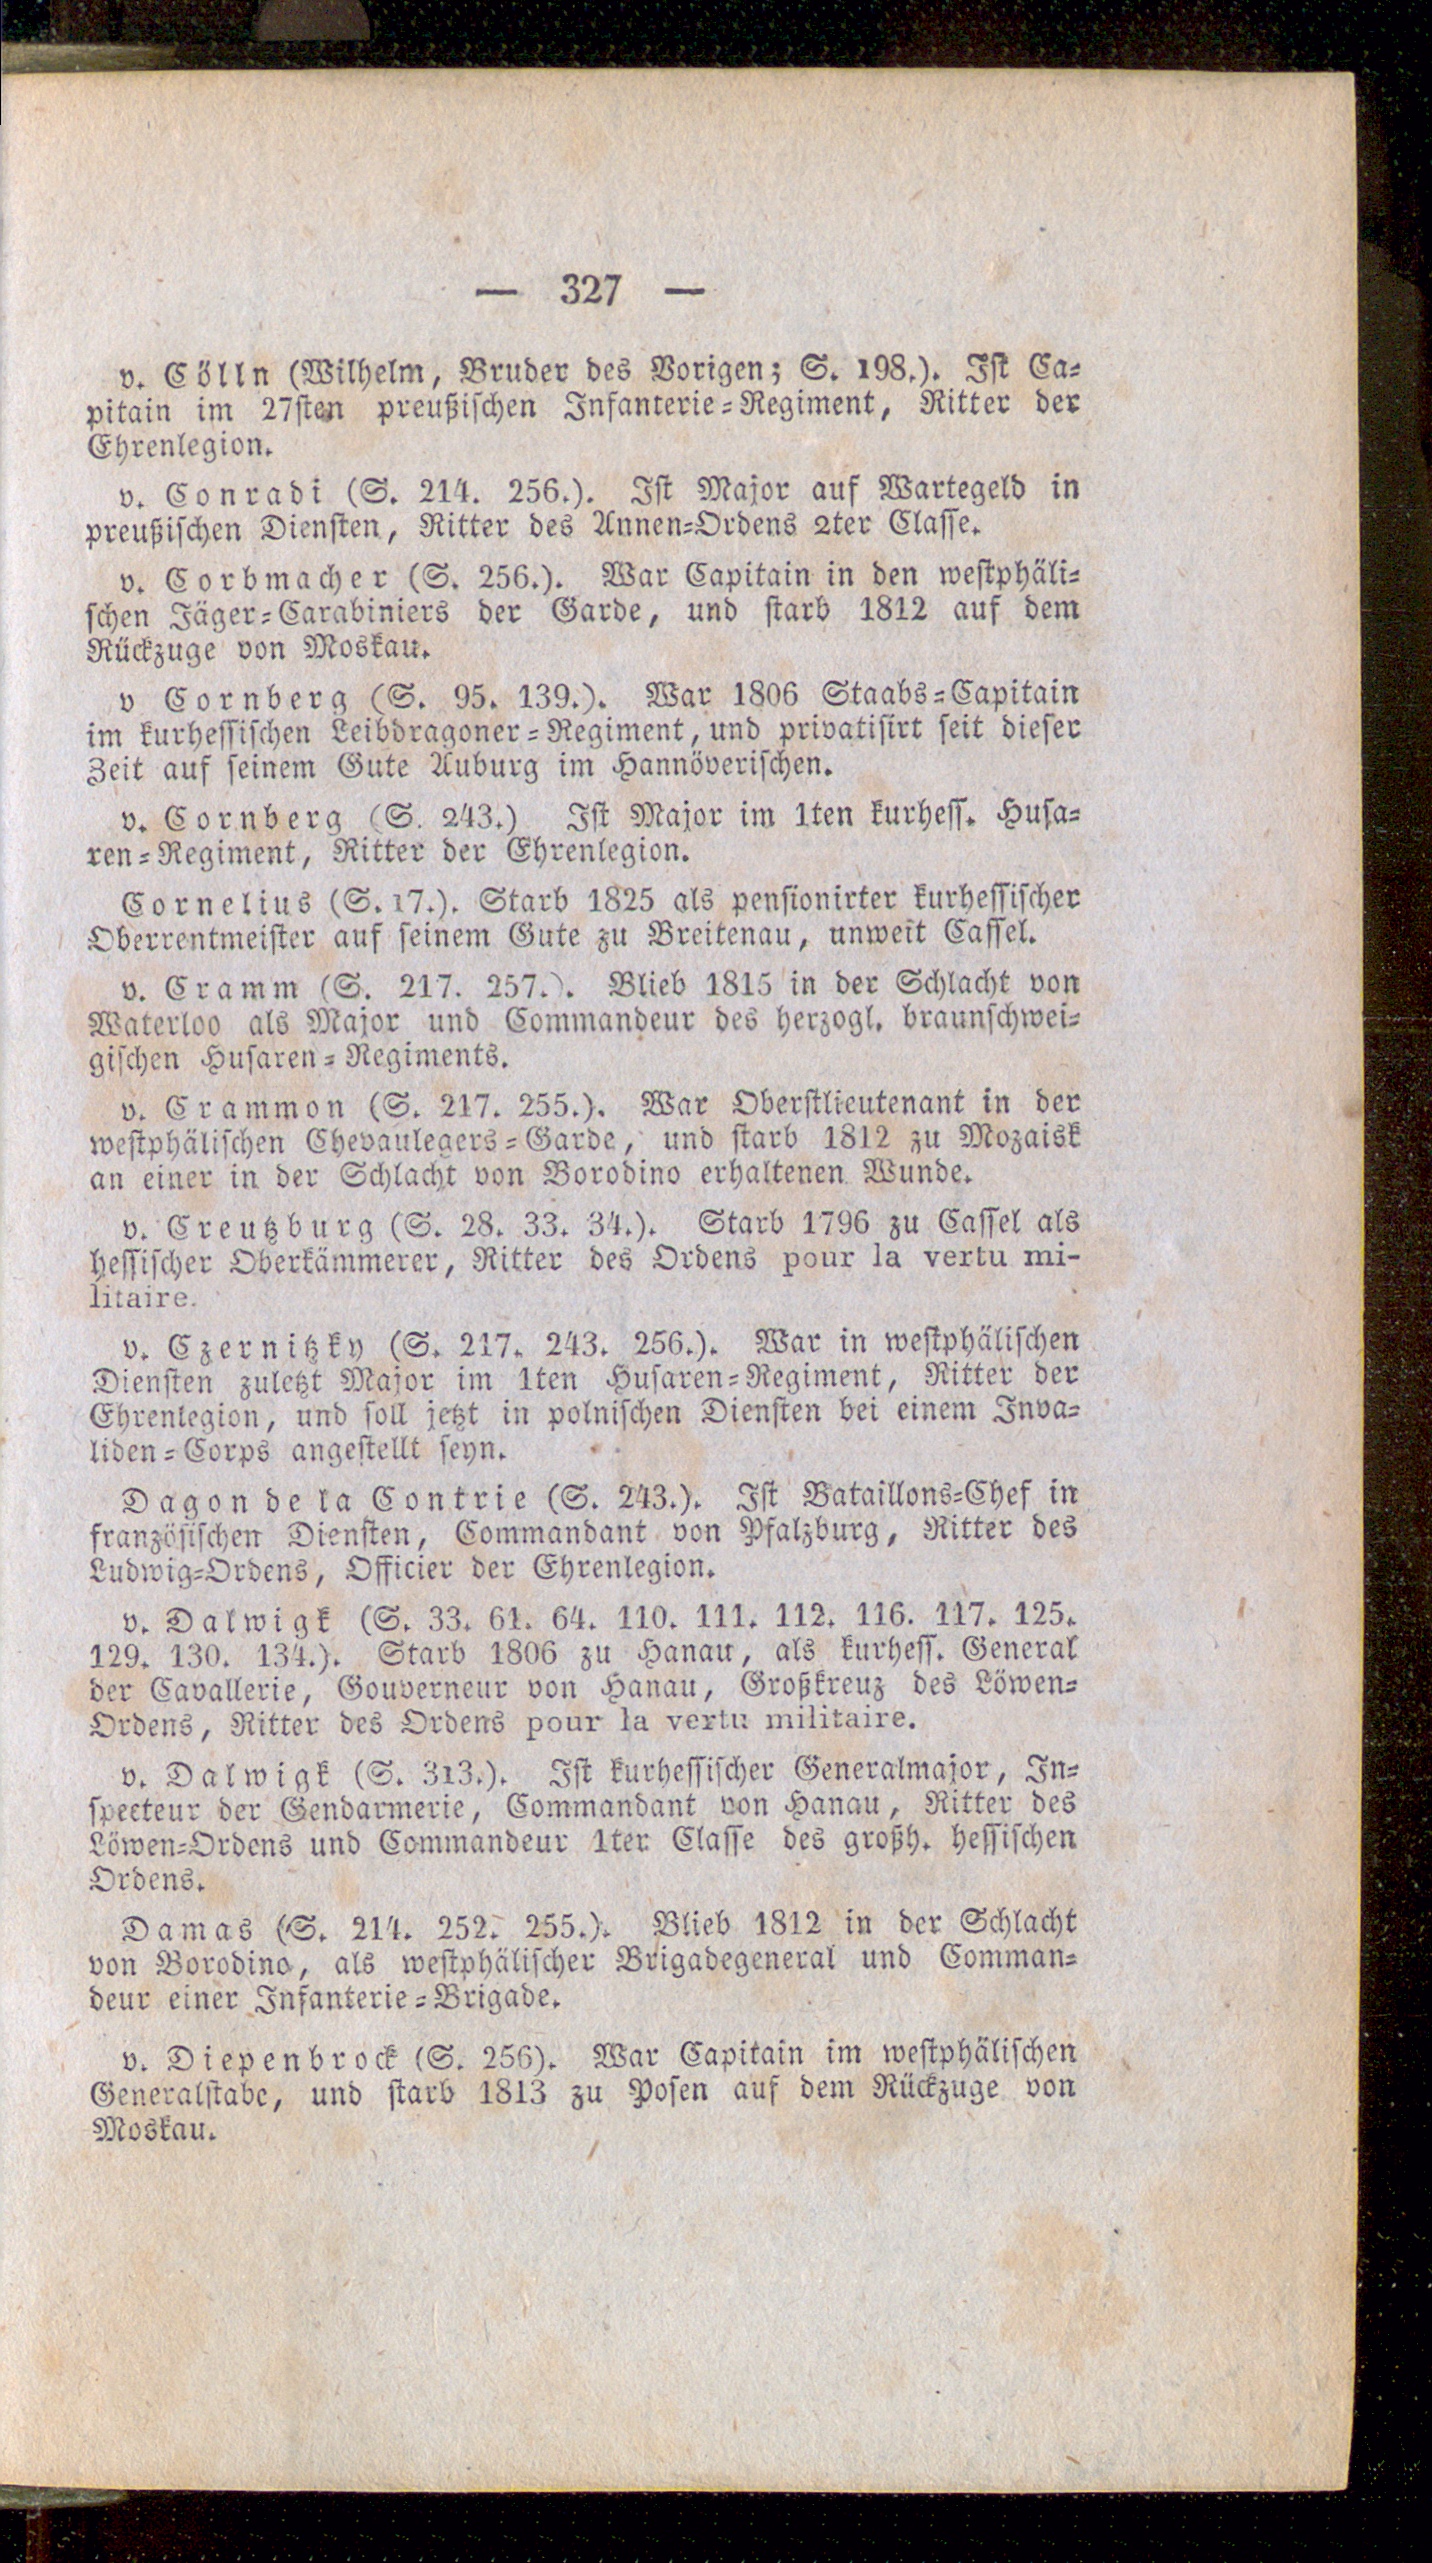 — 327 —
v. Cölln (Wilhelm, Bruder des Vorigen; S. 198.). Ist Ca-
pitain im 27sten preußischen Infanterie-Regiment, Ritter der
Ehrenlegion.
v. Conradi (S. 214. 256.). Ist Major auf Wartegeld in
preußischen Diensten, Ritter des Annen-Ordens 2ter Classe.
v. Corbmacher (S. 256.). War Capitain in den westphäli-
schen Jäger-Carabiniers der Garde, und starb 1812 auf dem
Rückzuge von Moskau.
v Cornberg (S. 95. 139.). War 1806 Staabs-Capitain
im kurhessischen Leibdragoner-Regiment, und privatisirt seit dieser
Zeit auf seinem Gute Auburg im Hannöverischen.
v. Cornberg (S. 243.) Ist Major im 1ten kurhess. Husa-
ren-Regiment, Ritter der Ehrenlegion.
Cornelius (S. 17.). Starb 1825 als pensionirter kurhessischer
Oberrentmeister auf seinem Gute zu Breitenau, unweit Cassel.
v. Cramm (S. 217. 257.). Blieb 1815 in der Schlacht von
Waterloo als Major und Commandeur des herzogl. braunschwei-
gischen Husaren-Regiments.
v. Crammon (S. 217. 255.). War Oberstlieutenant in der
westphälischen Chevaulegers-Garde, und starb 1812 zu Mozaisk
an einer in der Schlacht von Borodino erhaltenen Wunde.
v. Creutzburg (S. 28. 33. 34.). Starb 1796 zu Cassel als
hessischer Oberkämmerer, Ritter des Ordens pour la vertu mi-
litaire.
v. Czernitzky (S. 217. 243. 256.). War in westphälischen
Diensten zuletzt Major im 1ten Husaren-Regiment, Ritter der
Ehrenlegion, und soll jetzt in polnischen Diensten bei einem Inva-
liden-Corps angestellt seyn.
Dagon de la Contrie (S. 243.). Ist Bataillons-Chef in
französischen Diensten, Commandant von Pfalzburg, Ritter des
Ludwig-Ordens, Officier der Ehrenlegion.
v. Dalwigk (S. 33. 61. 64. 110. 111. 112. 116. 117. 125.
129. 130. 134.). Starb 1806 zu Hanau, als kurhess. General
der Cavallerie, Gouverneur von Hanau, Großkreuz des Löwen-
Ordens, Ritter des Ordens pour la vertu militaire.
v. Dalwigk (S. 313.). Ist kurhessischer Generalmajor, In-
specteur der Gendarmerie, Commandant von Hanau, Ritter des
Löwen-Ordens und Commandeur 1ter Classe des großh. hessischen
Ordens.
Damas (S. 214. 252. 255.). Blieb 1812 in der Schlacht
von Borodino, als westphälischer Brigadegeneral und Comman-
deur einer Infanterie-Brigade.
v. Diepenbrock (S. 256). War Capitain im westphälischen
Generalstabe, und starb 1813 zu Posen auf dem Rückzuge von
Moskau.